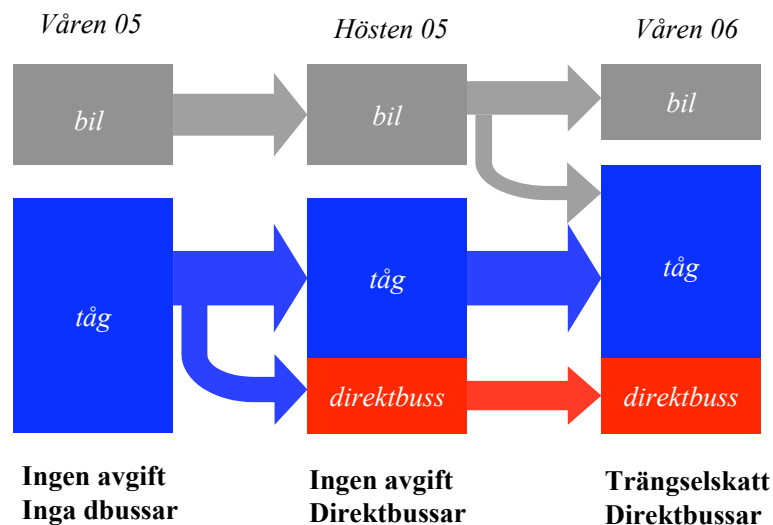 Våren 05
Hösten 05
Våren 06
bil
bil
bil
tåg
tåg
tåg
direktbuss
direktbuss
Ingen avgift
Inga dbussar
Ingen avgift
Direktbussar
Trängselskatt
Direktbussar